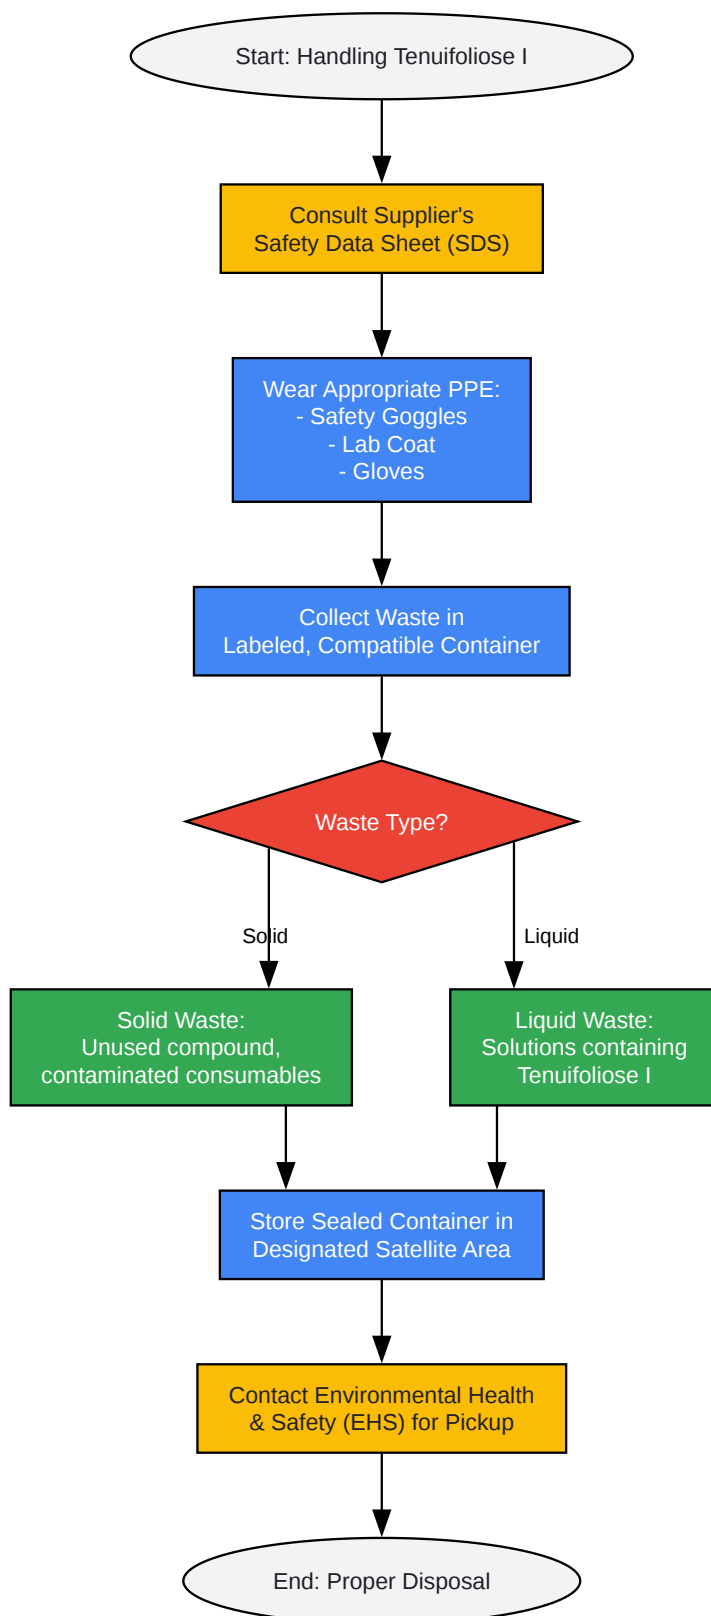 Start: Handling Tenuifoliose I
Consult Supplier's
Safety Data Sheet (SDS)
Wear Appropriate PPE:
- Safety Goggles
- Lab Coat
- Gloves
Collect Waste in
Labeled, Compatible Container
Waste Type?
Solid
Liquid
Solid Waste:
Unused compound,
contaminated consumables
Liquid Waste:
Solutions containing
Tenuifoliose I
Store Sealed Container in
Designated Satellite Area
Contact Environmental Health
& Safety (EHS) for Pickup
End: Proper Disposal